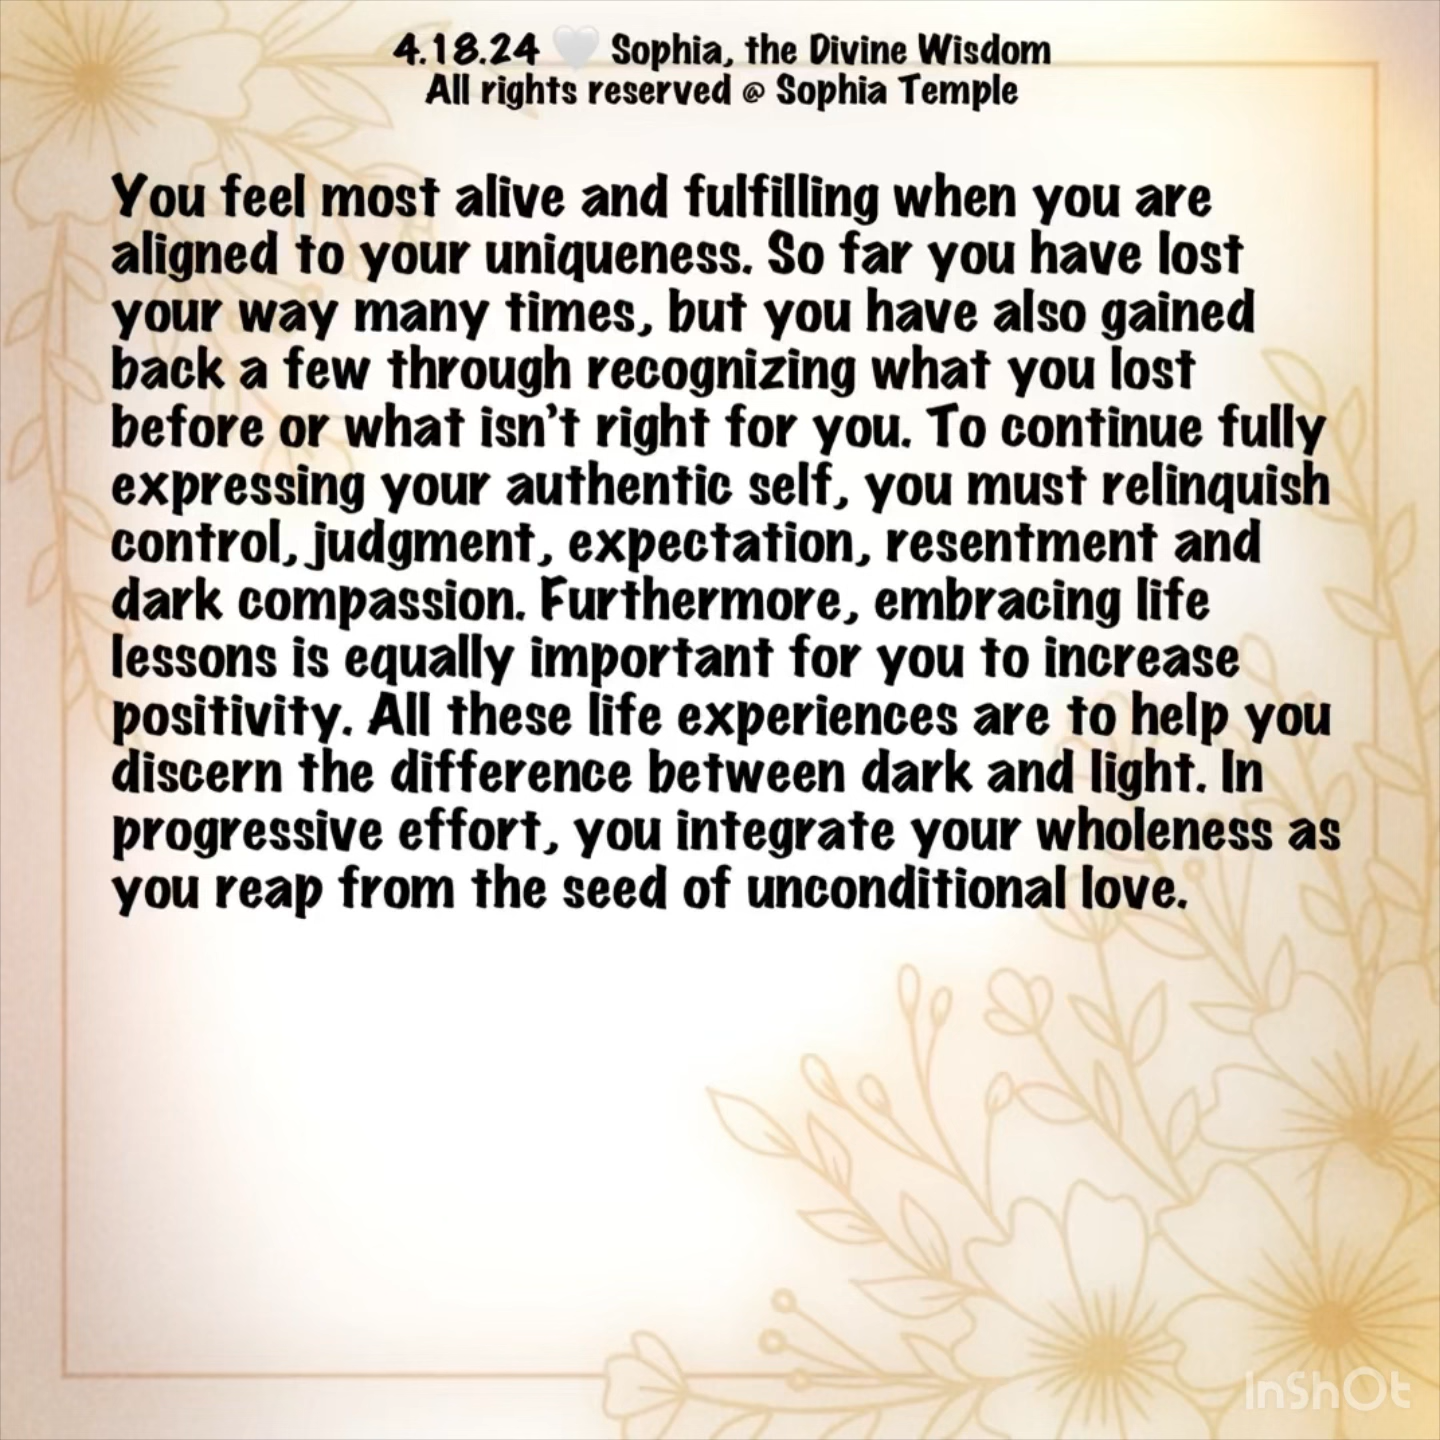 4.18.24 🤍 Sophia, the Divine Wisdom
All rights reserved @ Sophia Temple
You feel most alive and fulfilling when you are
aligned to your uniqueness. So far you have lost
your way many times, but you have also gained
back a few through recognizing what you lost
before or what isn't right for you. To continue fully
expressing your authentic self, you must relinquish
control, judgment, expectation, resentment and
dark compassion. Furthermore, embracing life
lessons is equally important for you to increase
positivity. All these life experiences are to help you
discern the difference between dark and light. In
progressive effort, you integrate your wholeness as
you reap from the seed of unconditional love.
InShOt